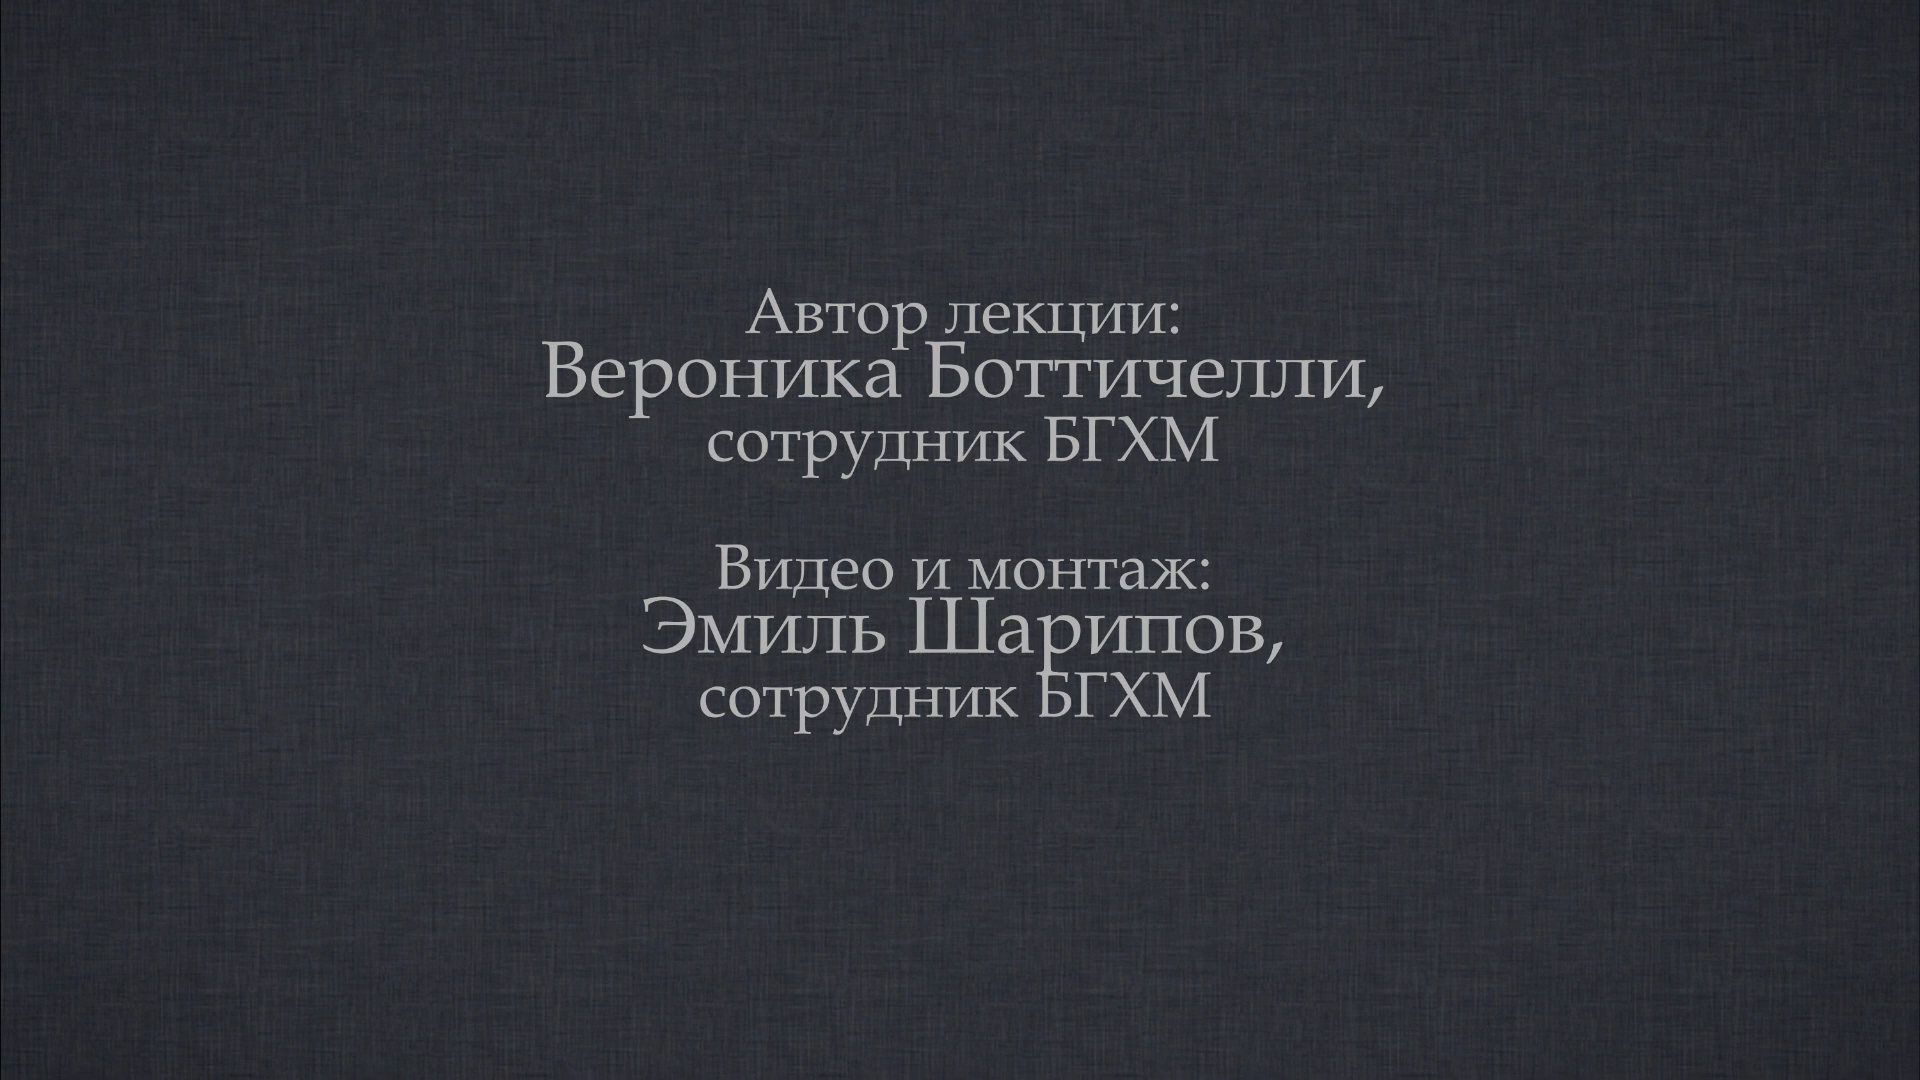 Автор лекции:
Вероника Боттичелли,
сотрудник БГХМ
Видео и монтаж:
Эмиль Шарипов,
сотрудник БГХМ